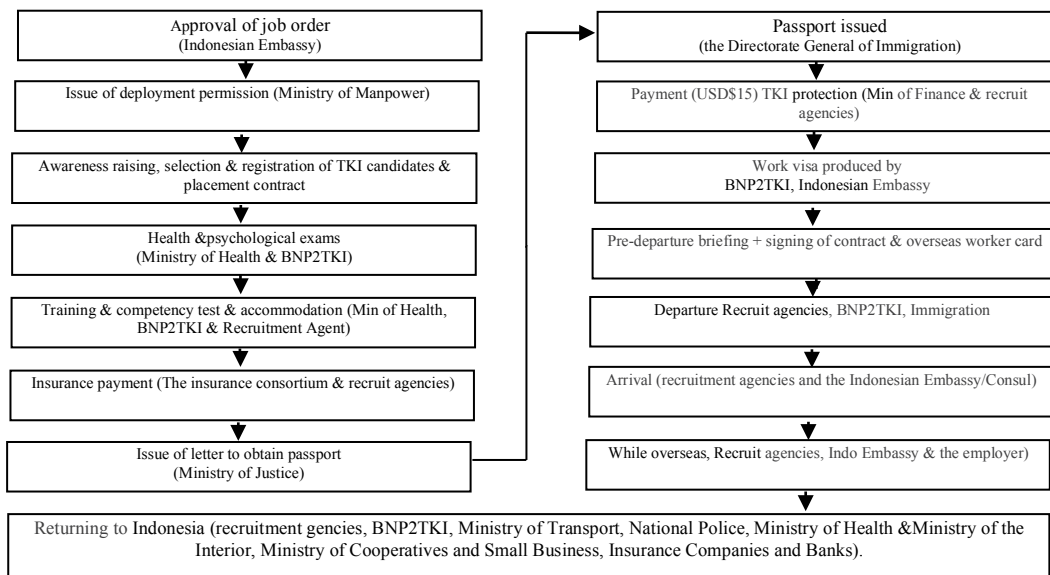 Approval of job order
(Indonesian Embassy)
Issue of deployment permission (Ministry of Manpower)
Awareness raising, selection & registration of TKI candidates &
placement contract
Health &psychological exams
(Ministry of Health & BNP2TKI)
Training & competency test & accommodation (Min of Health,
BNP2TKI & Recruitment Agent)
Insurance payment (The insurance consortium & recruit agencies)
Issue of letter to obtain passport
(Ministry of Justice)
Passport issued
(the Directorate General of Immigration)
Payment (USD$15) TKI protection (Min of Finance & recruit
agencies)
Work visa produced by
BNP2TKI, Indonesian Embassy
Pre-departure briefing + signing of contract & overseas worker card
Departure Recruit agencies, BNP2TKI, Immigration
Arrival (recruitment agencies and the Indonesian Embassy/Consul)
While overseas, Recruit agencies, Indo Embassy & the employer)
Returning to Indonesia (recruitment gencies, BNP2TKI, Ministry of Transport, National Police, Ministry of Health &Ministry of the
Interior, Ministry of Cooperatives and Small Business, Insurance Companies and Banks).